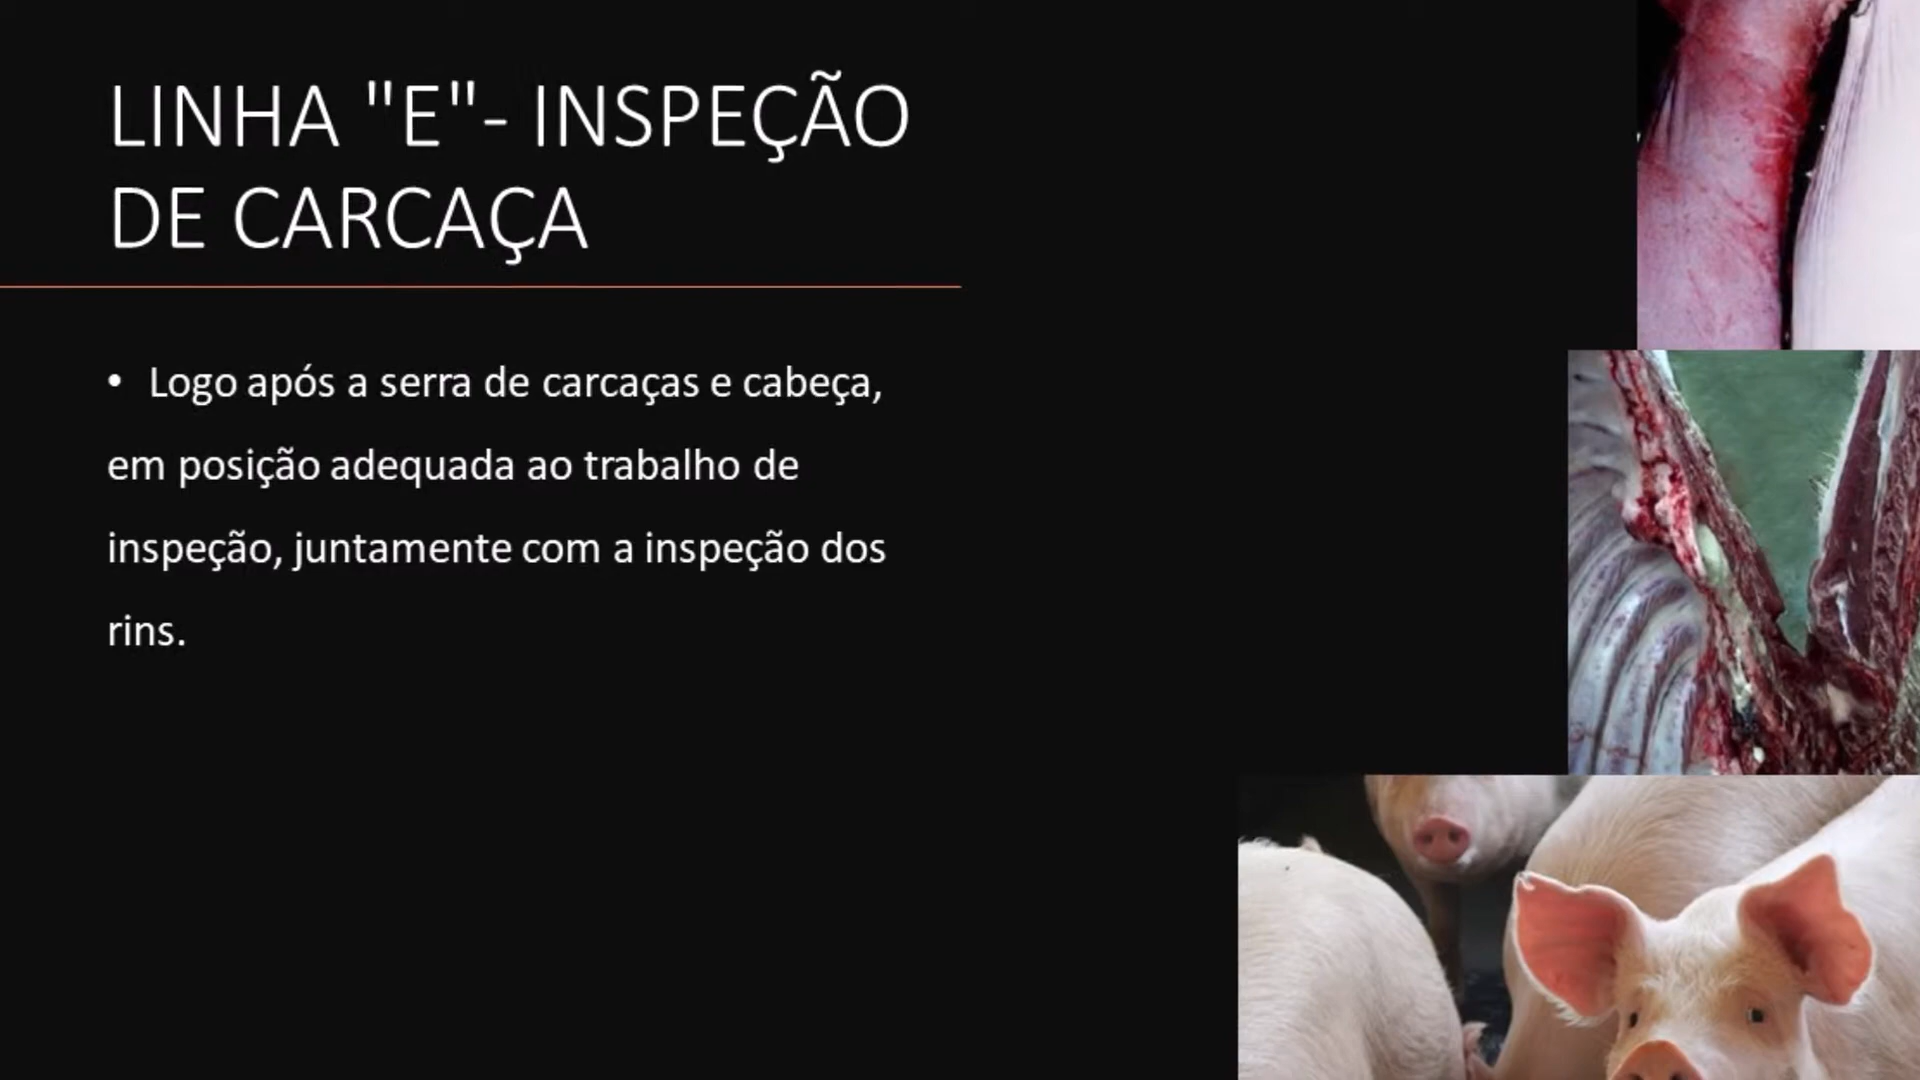 LINHA "E"- INSPEÇÃO
DE CARCAÇA
• Logo após a serra de carcaças e cabeça,
em posição adequada ao trabalho de
inspeção, juntamente com a inspeção dos
rins.